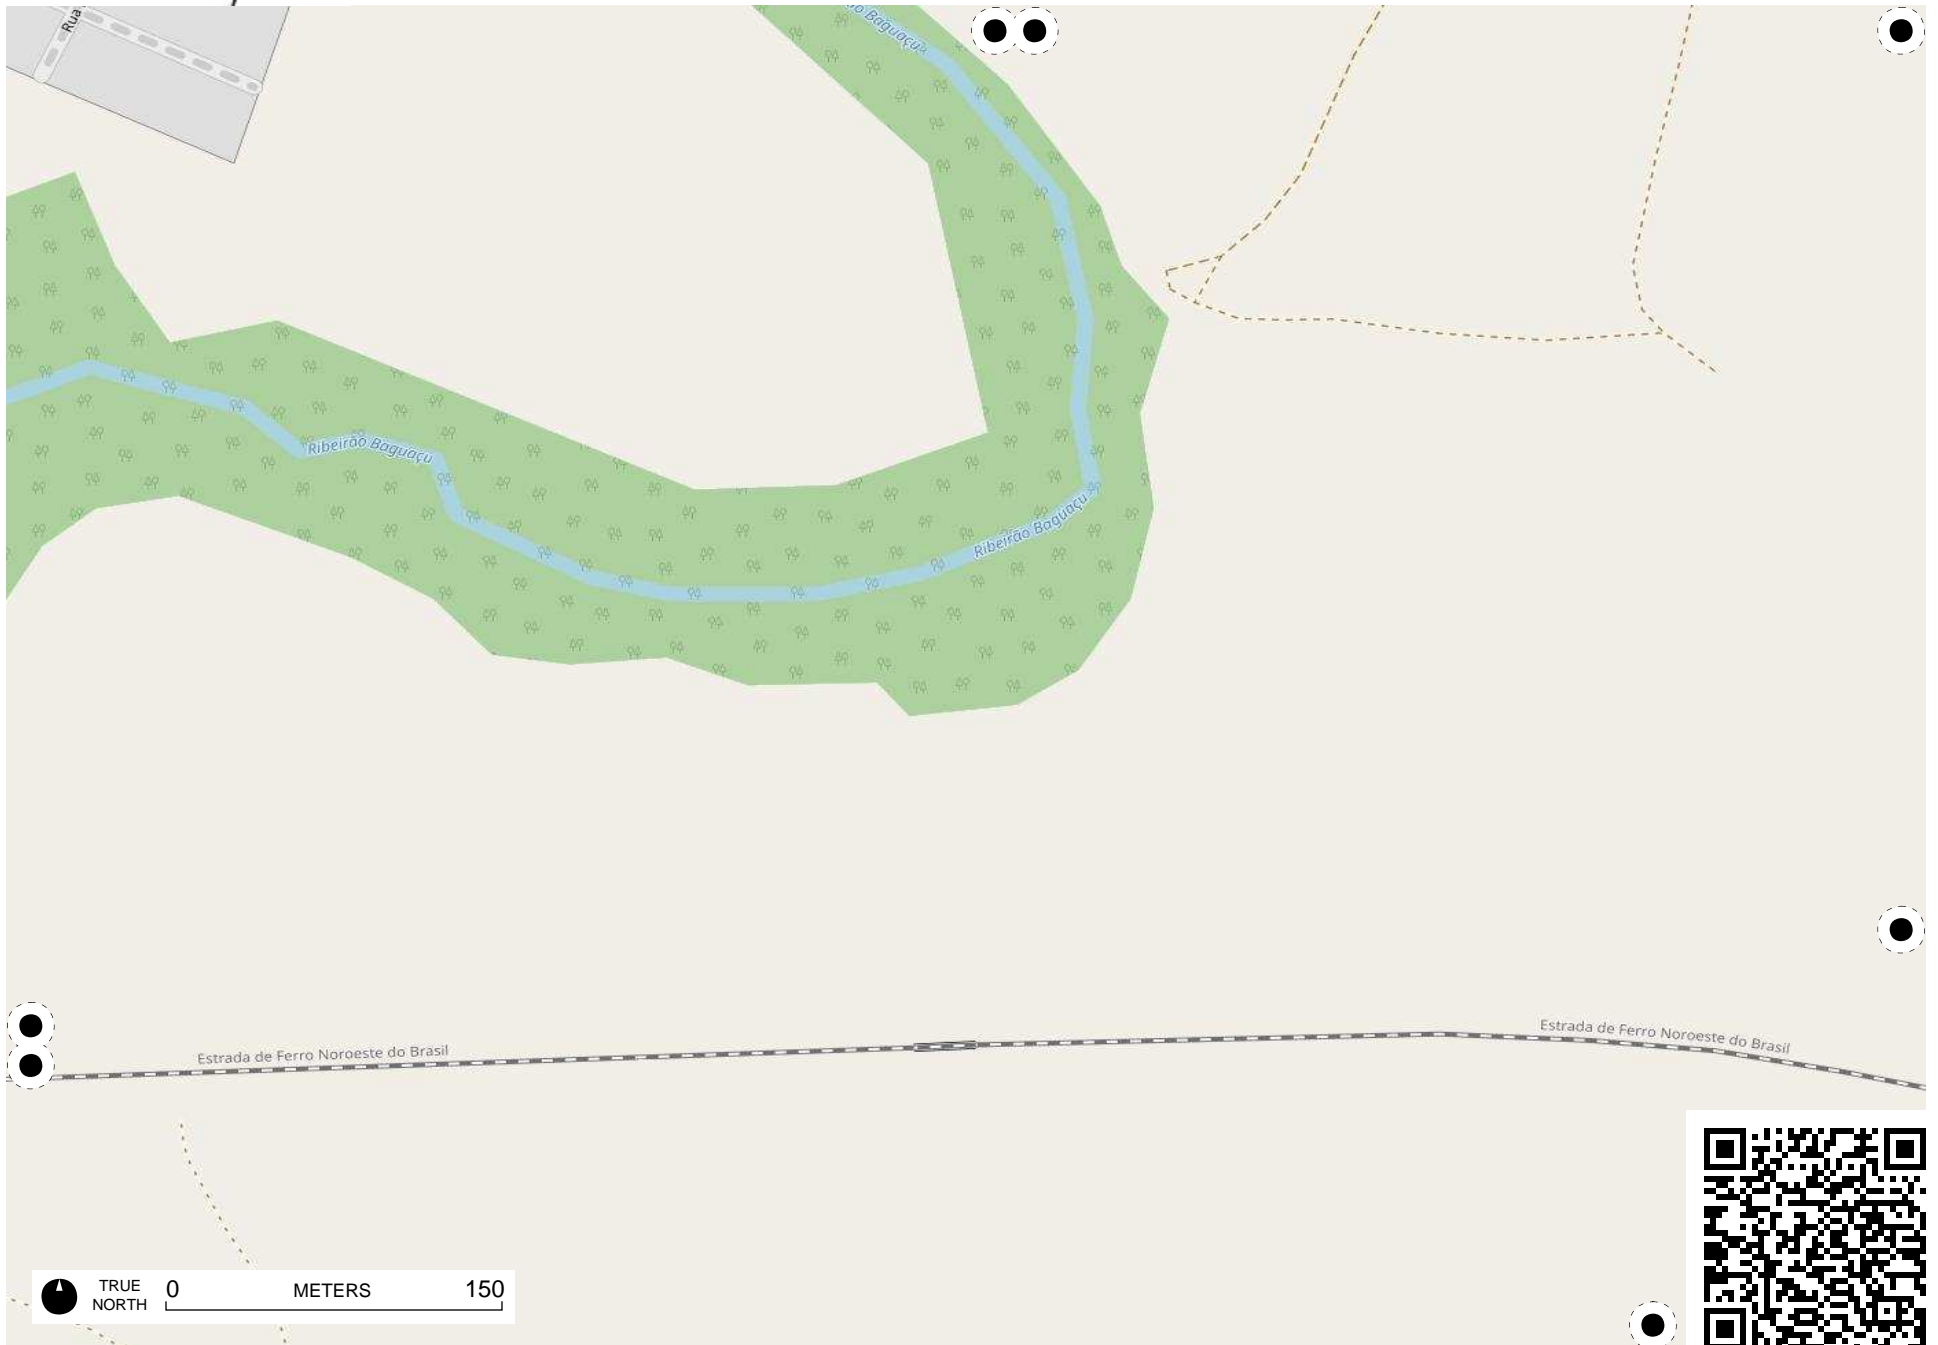 Rua
Baguaçu
Ribeirão Baguaçu
Ribeirão Baguaçu
Estrada de Ferro Noroeste do Brasil
Estrada de Ferro Noroeste do Brasil
TRUE
NORTH
0 METERS 150